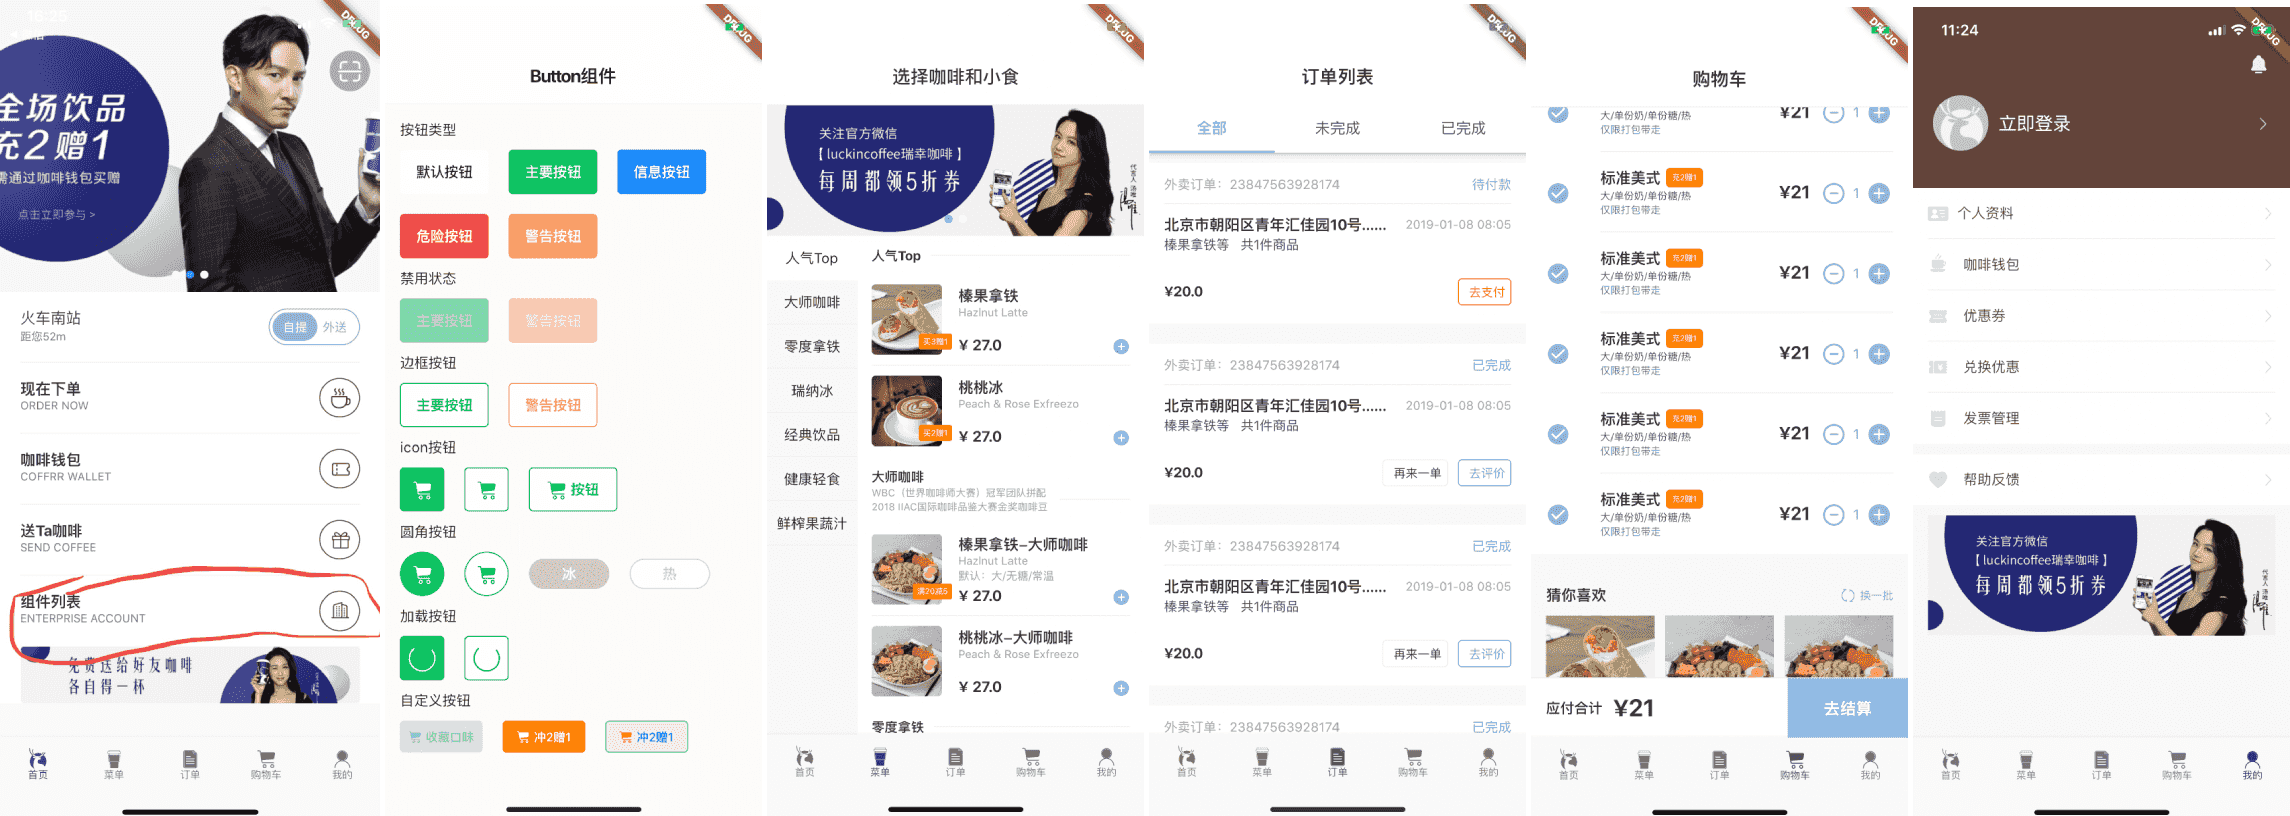 18:25
DEBUG
全场饮品
充2赠1
需通过咖啡钱包买赠
点击立即参与 >
火车南站
距您52m
自提 外送
现在下单
ORDER NOW
咖啡钱包
COFFRR WALLET
送Ta咖啡
SEND COFFEE
组件列表
ENTERPRISE ACCOUNT
免费送给好友咖啡
各自得一杯
首页 菜单 订单 购物车 我的
DEBUG
Button组件
按钮类型
默认按钮 主要按钮 信息按钮
危险按钮 警告按钮
禁用状态
主要按钮 警告按钮
边框按钮
主要按钮 警告按钮
icon按钮
按钮
圆角按钮
冰 热
加载按钮
自定义按钮
收藏口味 冲2赠1 冲2赠1
DEBUG
选择咖啡和小食
关注官方微信
【 luckincoffee瑞幸咖啡 】
每周都领5折券
代言人 汤唯
人气Top
大师咖啡
零度拿铁
瑞纳冰
经典饮品
健康轻食
鲜榨果蔬汁
人气Top
榛果拿铁
Hazlnut Latte
买3赠1
¥ 27.0
桃桃冰
Peach & Rose Exfreezo
买2赠1
¥ 27.0
大师咖啡
WBC（世界咖啡师大赛）冠军团队拼配
2018 IIAC国际咖啡品鉴大赛金奖咖啡豆
榛果拿铁-大师咖啡
Hazlnut Latte
默认：大/无糖/常温
满20减5
¥ 27.0
桃桃冰-大师咖啡
Peach & Rose Exfreezo
¥ 27.0
零度拿铁
首页 菜单 订单 购物车 我的
DEBUG
订单列表
全部 未完成 已完成
外卖订单：23847563928174 待付款
北京市朝阳区青年汇佳园10号...... 2019-01-08 08:05
榛果拿铁等 共1件商品
¥20.0 去支付
外卖订单：23847563928174 已完成
北京市朝阳区青年汇佳园10号...... 2019-01-08 08:05
榛果拿铁等 共1件商品
¥20.0 再来一单 去评价
外卖订单：23847563928174 已完成
北京市朝阳区青年汇佳园10号...... 2019-01-08 08:05
榛果拿铁等 共1件商品
¥20.0 再来一单 去评价
外卖订单：23847563928174 已完成
首页 菜单 订单 购物车 我的
DEBUG
购物车
大/单份奶/单份糖/热 ¥21 1
仅限打包带走
标准美式 充2赠1
大/单份奶/单份糖/热 ¥21 1
仅限打包带走
标准美式 充2赠1
大/单份奶/单份糖/热 ¥21 1
仅限打包带走
标准美式 充2赠1
大/单份奶/单份糖/热 ¥21 1
仅限打包带走
标准美式 充2赠1
大/单份奶/单份糖/热 ¥21 1
仅限打包带走
标准美式 充2赠1
大/单份奶/单份糖/热 ¥21 1
仅限打包带走
猜你喜欢 换一批
应付合计 ¥21 去结算
首页 菜单 订单 购物车 我的
11:24
DEBUG
立即登录
个人资料
咖啡钱包
优惠券
兑换优惠
发票管理
帮助反馈
关注官方微信
【 luckincoffee瑞幸咖啡 】
每周都领5折券
代言人 汤唯
首页 菜单 订单 购物车 我的